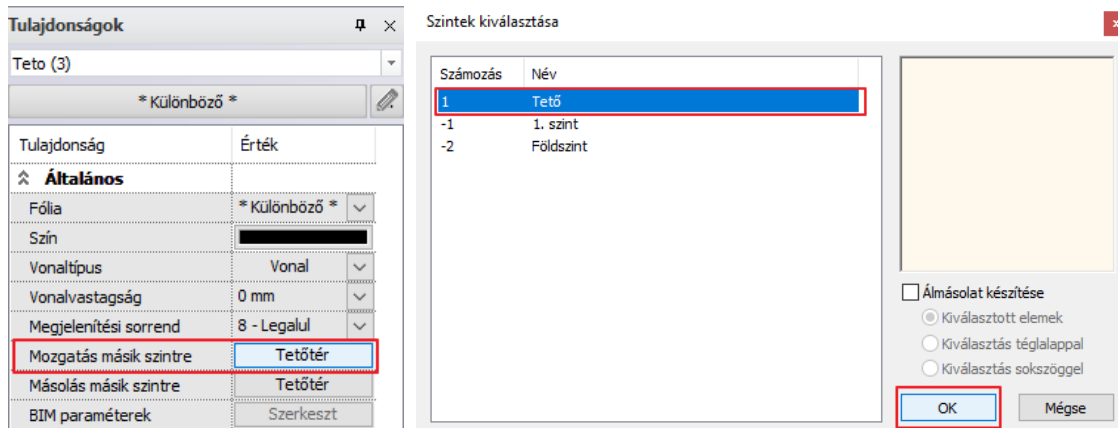 Tulajdonságok
Teto (3)
* Különböző *
Tulajdonság Érték
Általános
Fólia * Különböző *
Szín
Vonaltípus Vonal
Vonalvastagság 0 mm
Megjelenítési sorrend 8 - Legalul
Mozgatás másik szintre Tetőtér
Másolás másik szintre Tetőtér
BIM paraméterek Szerkeszt
Szintek kiválasztása
Számozás Név
1 Tető
-1 1. szint
-2 Földszint
Álmásolat készítése
Kiválasztott elemek
Kiválasztás téglalappal
Kiválasztás sokszöggel
OK Mégse